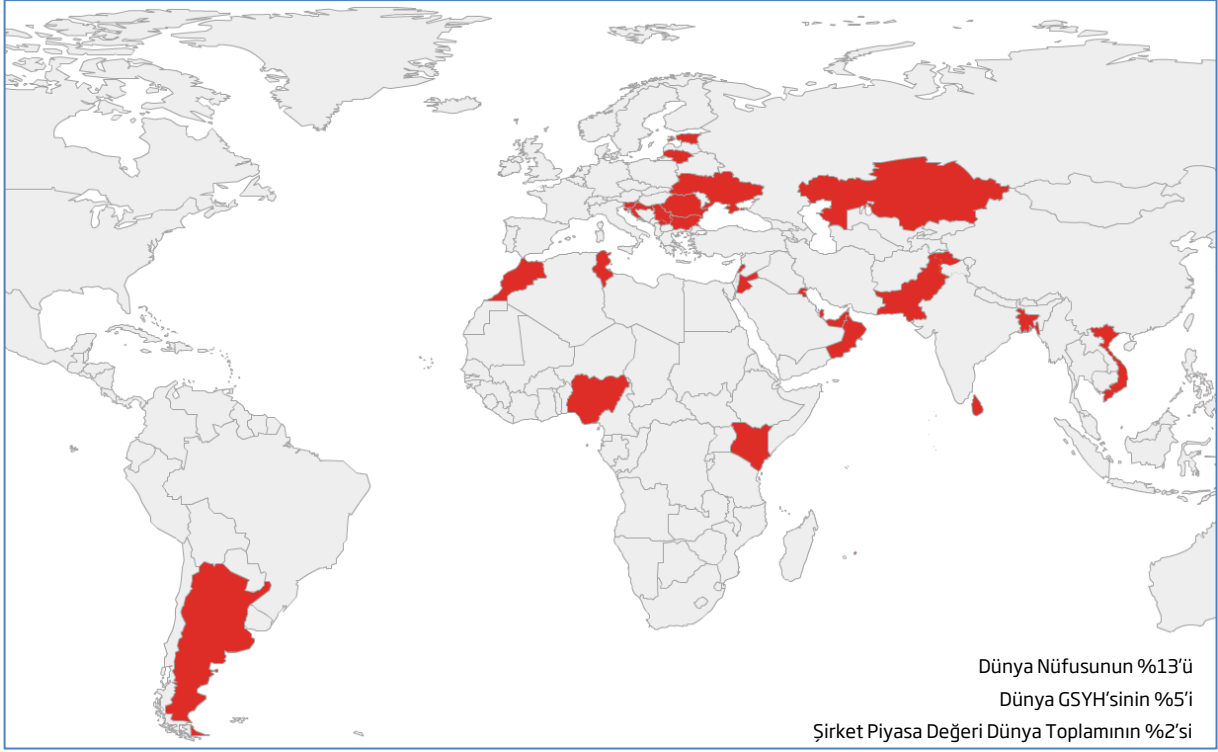 Dünya Nüfusunun %13’ü
Dünya GSYH’sinin %5’i
Şirket Piyasa Değeri Dünya Toplamının %2’si